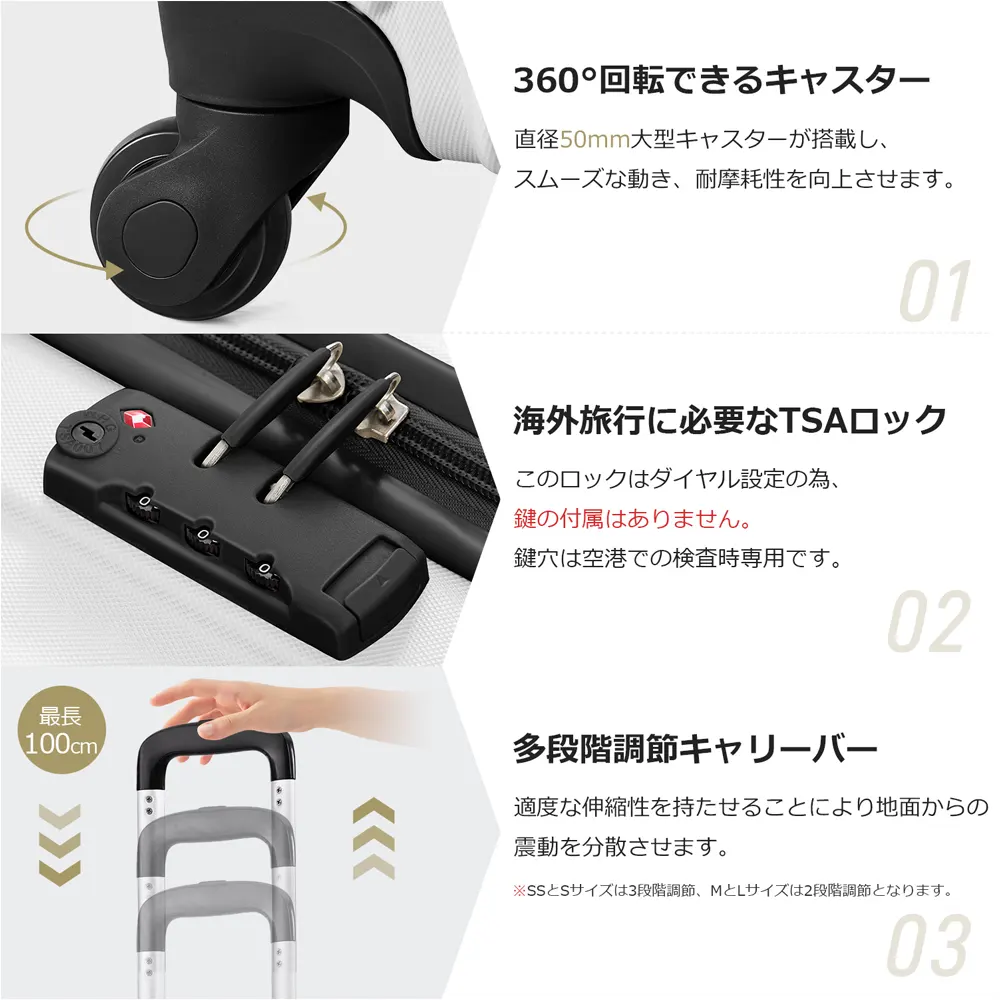 360°回転できるキャスター
直径50mm大型キャスターが搭載し、
スムーズな動き、耐摩耗性を向上させます。
01
海外旅行に必要なTSAロック
このロックはダイヤル設定の為、
鍵の付属はありません。
鍵穴は空港での検査時専用です。
02
0
0
0
最長
100cm
多段階調節キャリーバー
適度な伸縮性を持たせることにより地面からの
震動を分散させます。
※SSとSサイズは3段階調節、MとLサイズは2段階調節となります。
03